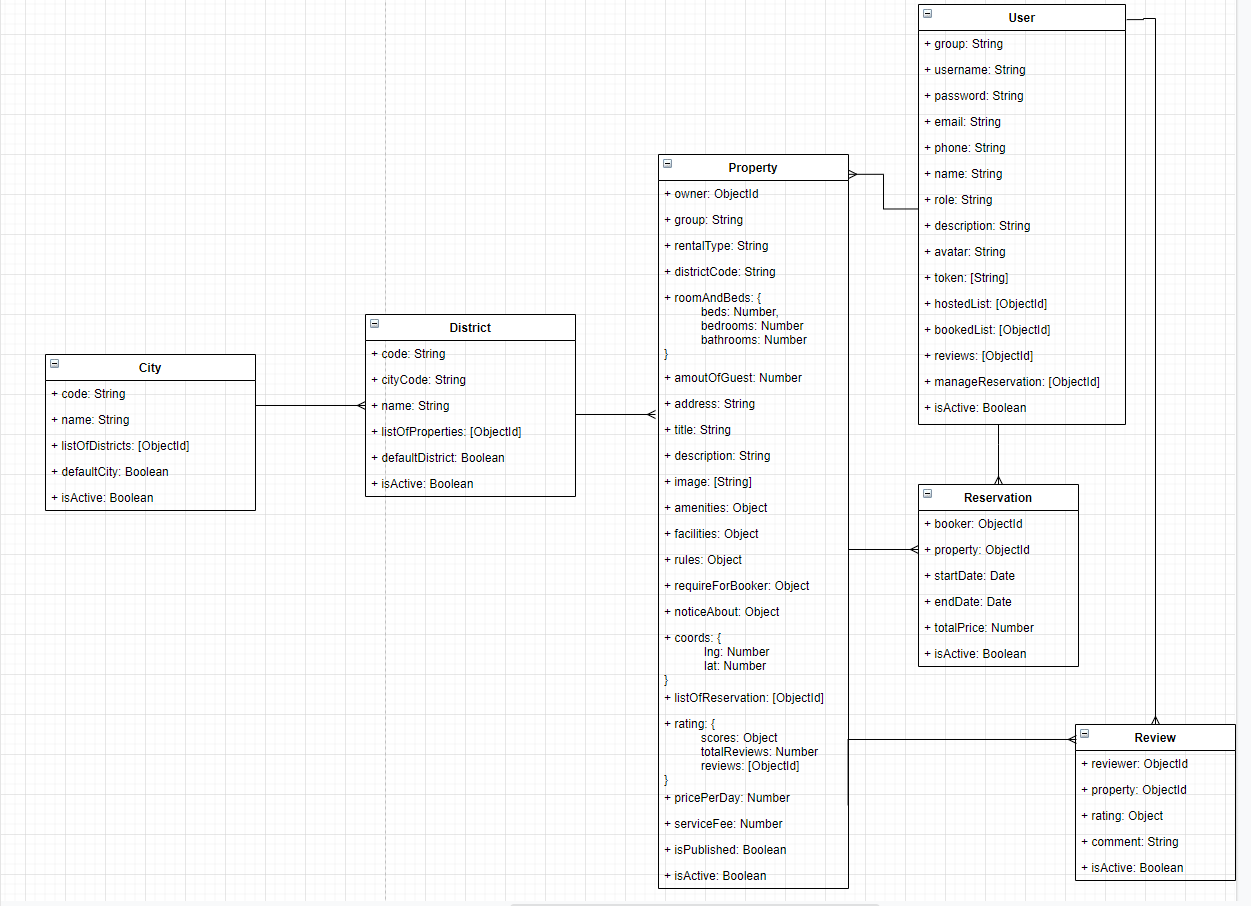 City
+ code: String
+ name: String
+ listOfDistricts: [ObjectId]
+ defaultCity: Boolean
+ isActive: Boolean
District
+ code: String
+ cityCode: String
+ name: String
+ listOfProperties: [ObjectId]
+ defaultDistrict: Boolean
+ isActive: Boolean
Property
+ owner: ObjectId
+ group: String
+ rentalType: String
+ districtCode: String
+ roomAndBeds: {
beds: Number,
bedrooms: Number
bathrooms: Number
}
+ amoutOfGuest: Number
+ address: String
+ title: String
+ description: String
+ image: [String]
+ amenities: Object
+ facilities: Object
+ rules: Object
+ requireForBooker: Object
+ noticeAbout: Object
+ coords: {
lng: Number
lat: Number
}
+ listOfReservation: [ObjectId]
+ rating: {
scores: Object
totalReviews: Number
reviews: [ObjectId]
}
+ pricePerDay: Number
+ serviceFee: Number
+ isPublished: Boolean
+ isActive: Boolean
User
+ group: String
+ username: String
+ password: String
+ email: String
+ phone: String
+ name: String
+ role: String
+ description: String
+ avatar: String
+ token: [String]
+ hostedList: [ObjectId]
+ bookedList: [ObjectId]
+ reviews: [ObjectId]
+ manageReservation: [ObjectId]
+ isActive: Boolean
Reservation
+ booker: ObjectId
+ property: ObjectId
+ startDate: Date
+ endDate: Date
+ totalPrice: Number
+ isActive: Boolean
Review
+ reviewer: ObjectId
+ property: ObjectId
+ rating: Object
+ comment: String
+ isActive: Boolean